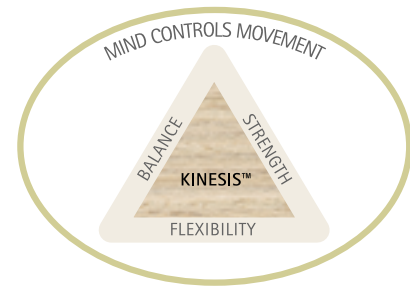 MIND CONTROLS MOVEMENT
BALANCE
STRENGTH
KINESIS™
FLEXIBILITY